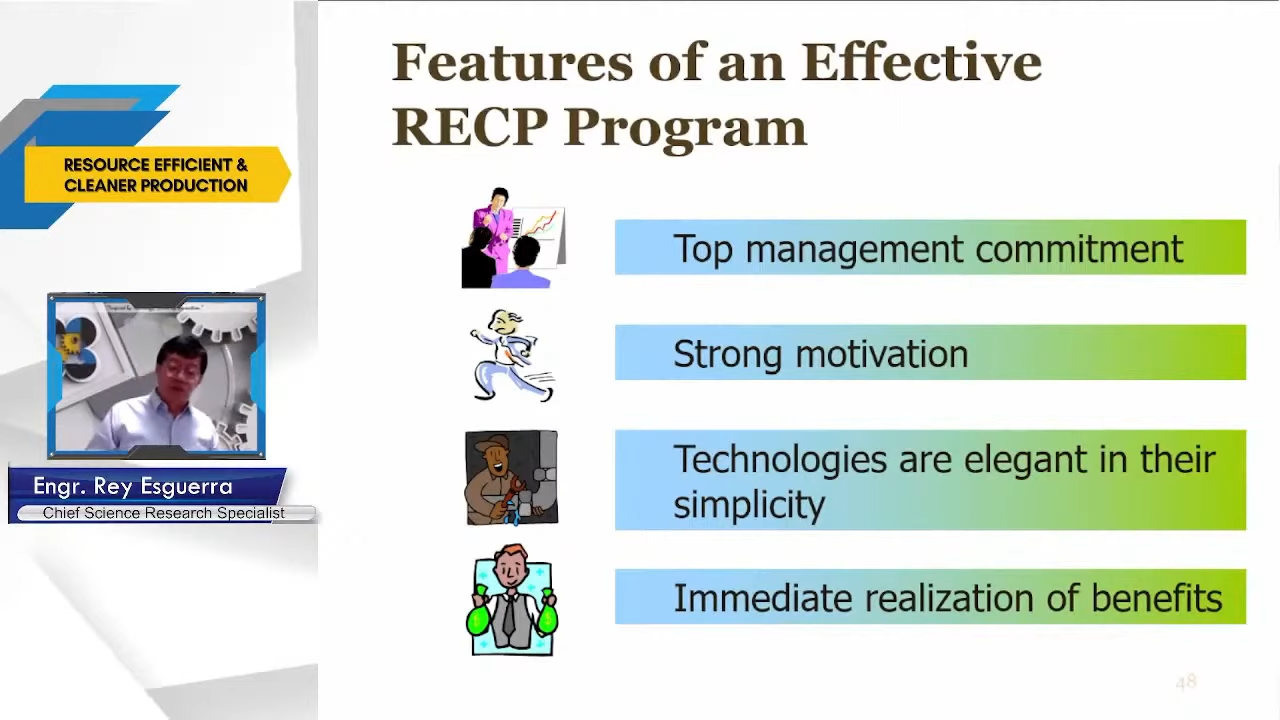 Features of an Effective
RECP Program
RESOURCE EFFICIENT &
CLEANER PRODUCTION
Top management commitment
Strong motivation
Technologies are elegant in their
simplicity
Immediate realization of benefits
Engr. Rey Esguerra
Chief Science Research Specialist
48